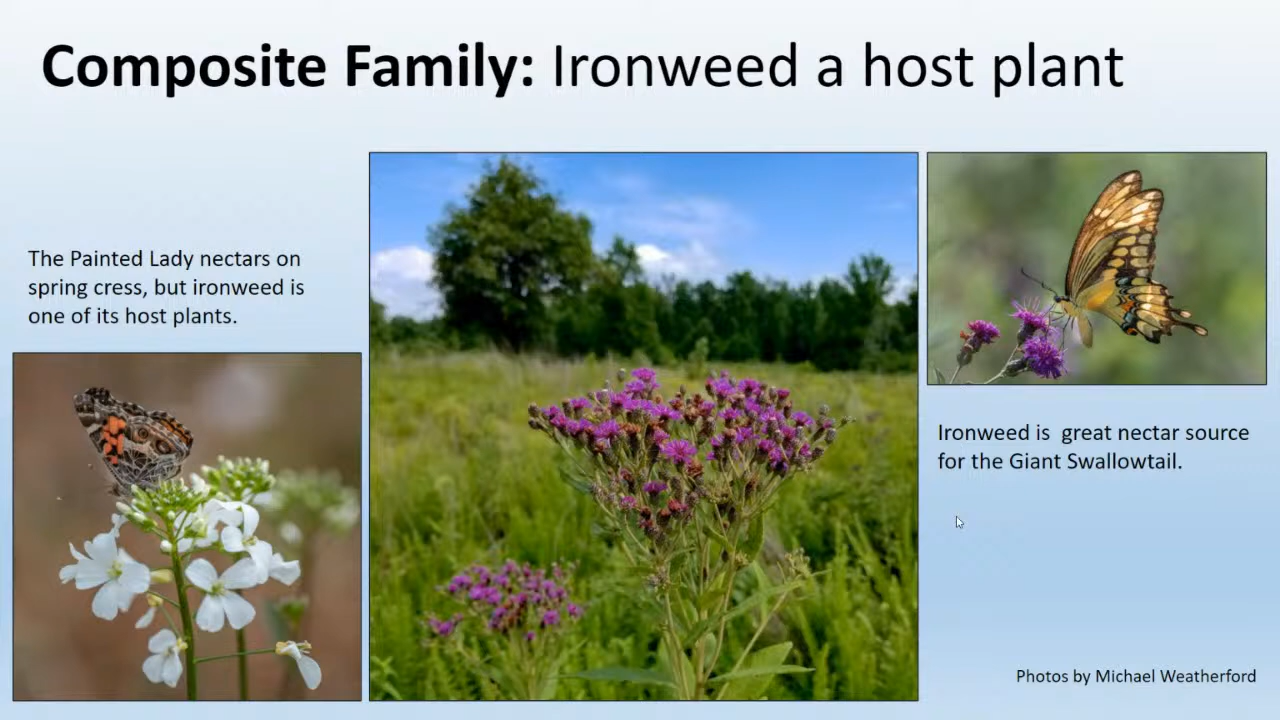 Composite Family: Ironweed a host plant
The Painted Lady nectars on
spring cress, but ironweed is
one of its host plants.
Ironweed is  great nectar source
for the Giant Swallowtail.
Photos by Michael Weatherford